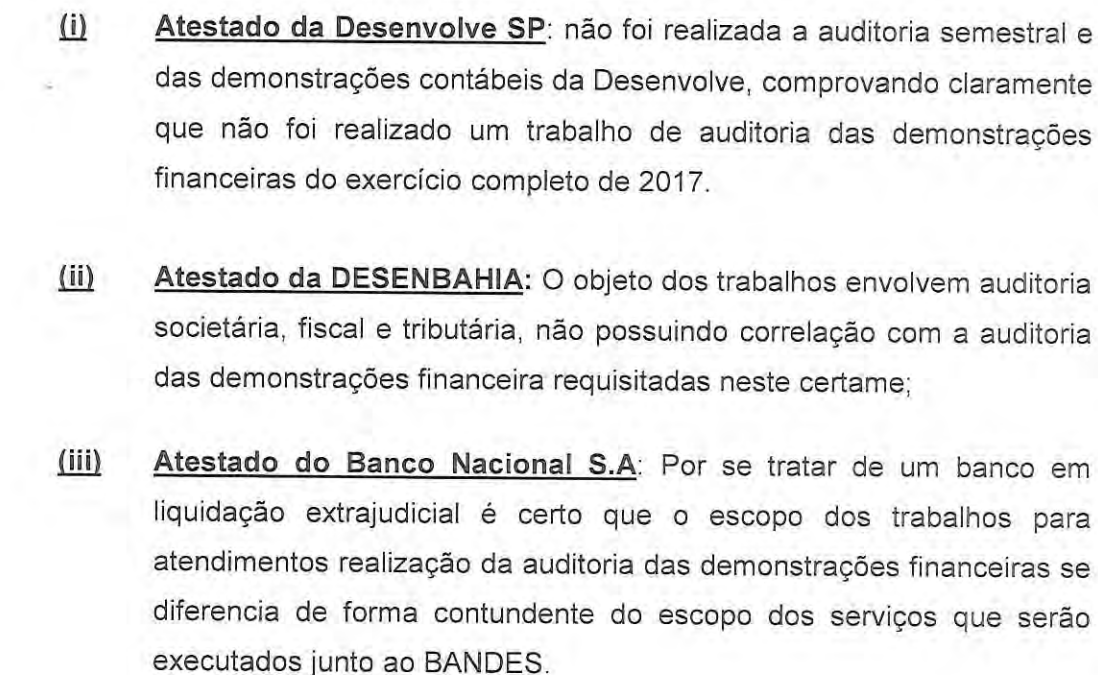 (i) Atestado da Desenvolve SP: não foi realizada a auditoria semestral e
das demonstrações contábeis da Desenvolve, comprovando claramente
que não foi realizado um trabalho de auditoria das demonstrações
financeiras do exercício completo de 2017.
(ii) Atestado da DESENBAHIA: O objeto dos trabalhos envolvem auditoria
societária, fiscal e tributária, não possuindo correlação com a auditoria
das demonstrações financeira requisitadas neste certame;
(iii) Atestado do Banco Nacional S.A: Por se tratar de um banco em
liquidação extrajudicial é certo que o escopo dos trabalhos para
atendimentos realização da auditoria das demonstrações financeiras se
diferencia de forma contundente do escopo dos serviços que serão
executados junto ao BANDES.